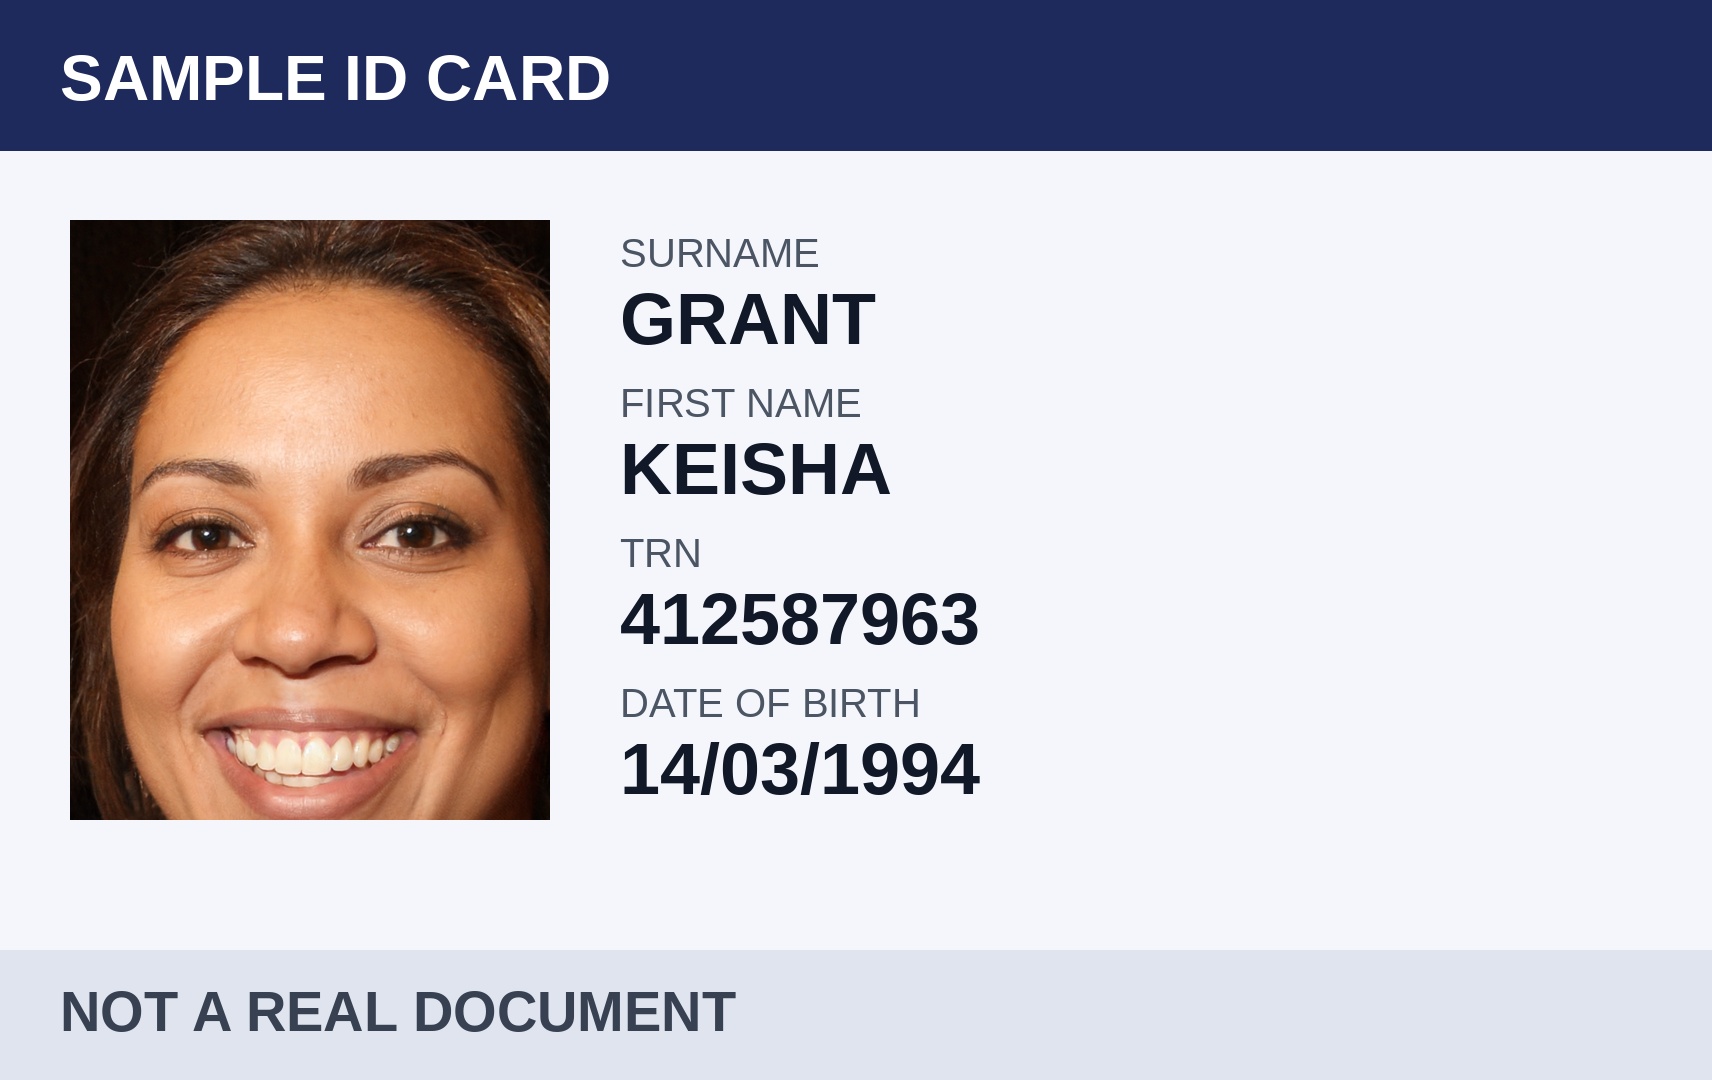 SAMPLE ID CARD
SURNAME
GRANT
FIRST NAME
KEISHA
TRN
412587963
DATE OF BIRTH
14/03/1994
NOT A REAL DOCUMENT